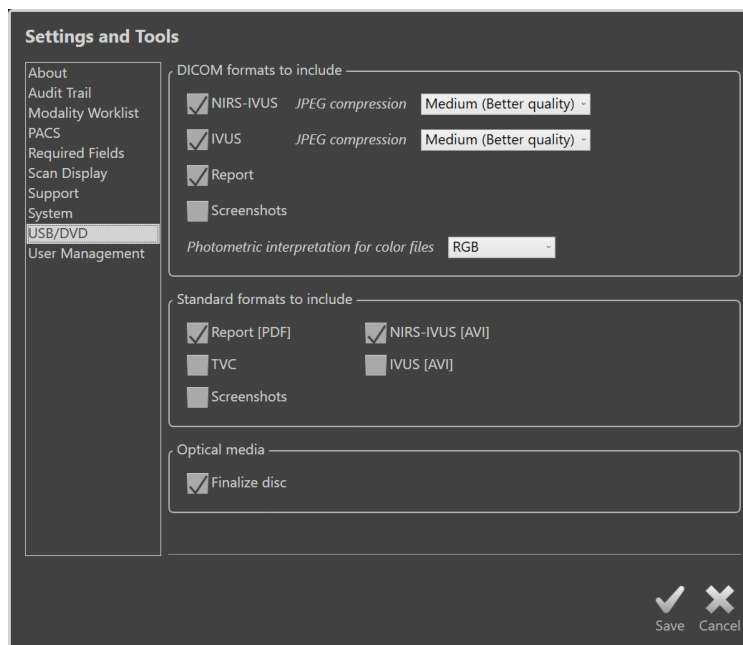 Settings and Tools
About
Audit Trail
Modality Worklist
PACS
Required Fields
Scan Display
Support
System
USB/DVD
User Management
DICOM formats to include
NIRS-IVUS JPEG compression Medium (Better quality)
IVUS JPEG compression Medium (Better quality)
Report
Screenshots
Photometric interpretation for color files RGB
Standard formats to include
Report [PDF] NIRS-IVUS [AVI]
TVC IVUS [AVI]
Screenshots
Optical media
Finalize disc
Save Cancel